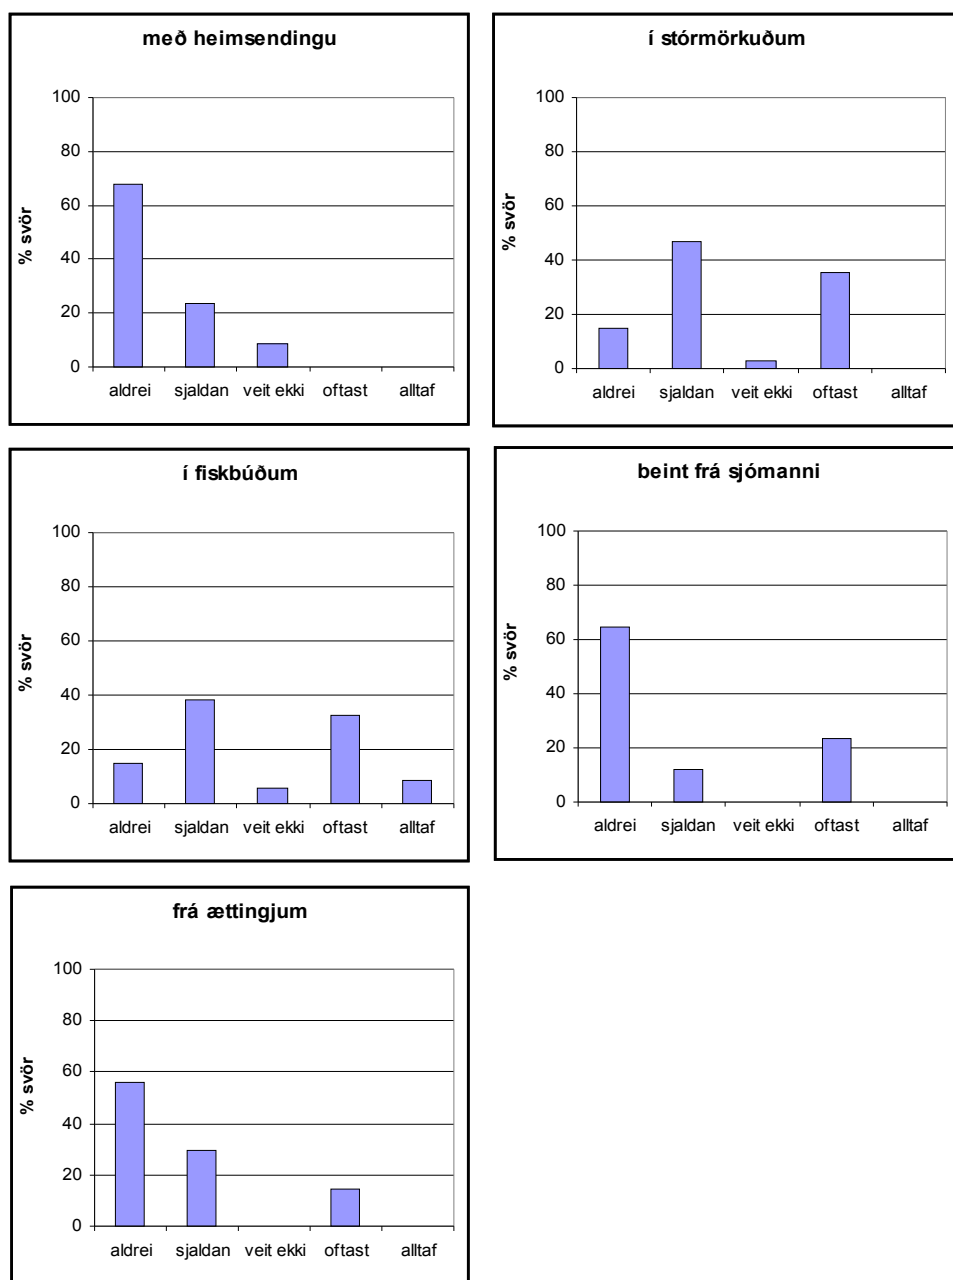 með heimsendingu
% svör
100
80
60
40
20
0
aldrei sjaldan veit ekki oftast alltaf
í stórmörkuðum
% svör
100
80
60
40
20
0
aldrei sjaldan veit ekki oftast alltaf
í fiskbúðum
% svör
100
80
60
40
20
0
aldrei sjaldan veit ekki oftast alltaf
beint frá sjómanni
% svör
100
80
60
40
20
0
aldrei sjaldan veit ekki oftast alltaf
frá ættingjum
% svör
100
80
60
40
20
0
aldrei sjaldan veit ekki oftast alltaf